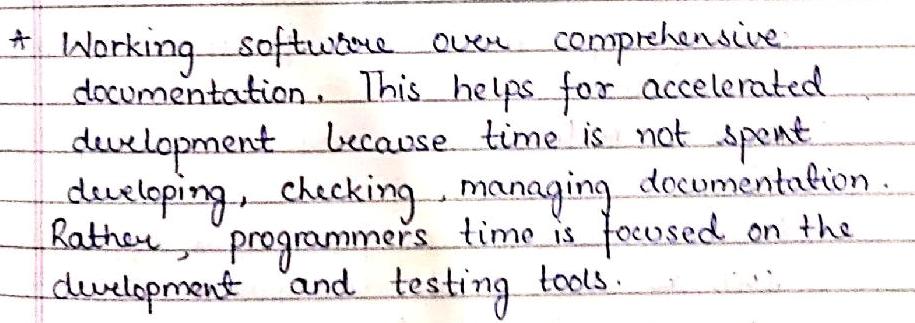 * Working software over comprehensive
documentation. This helps for accelerated
development because time is not spent
developing, checking, managing documentation.
Rather, programmers time is focused on the
development and testing tools.